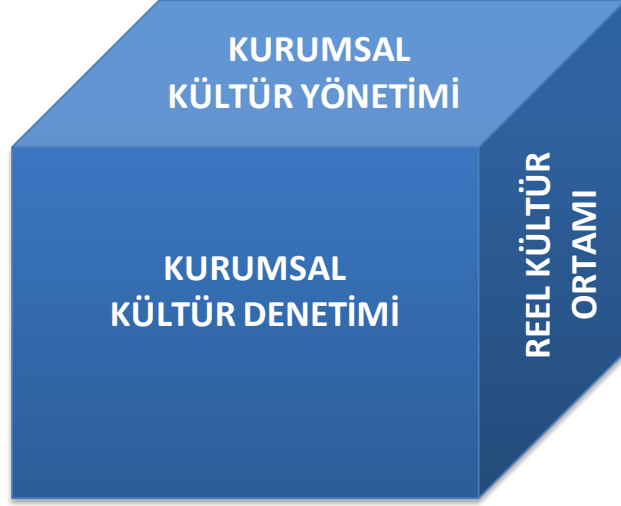 KURUMSAL
KÜLTÜR YÖNETİMİ
KURUMSAL
KÜLTÜR DENETİMİ
REEL KÜLTÜR
ORTAMI